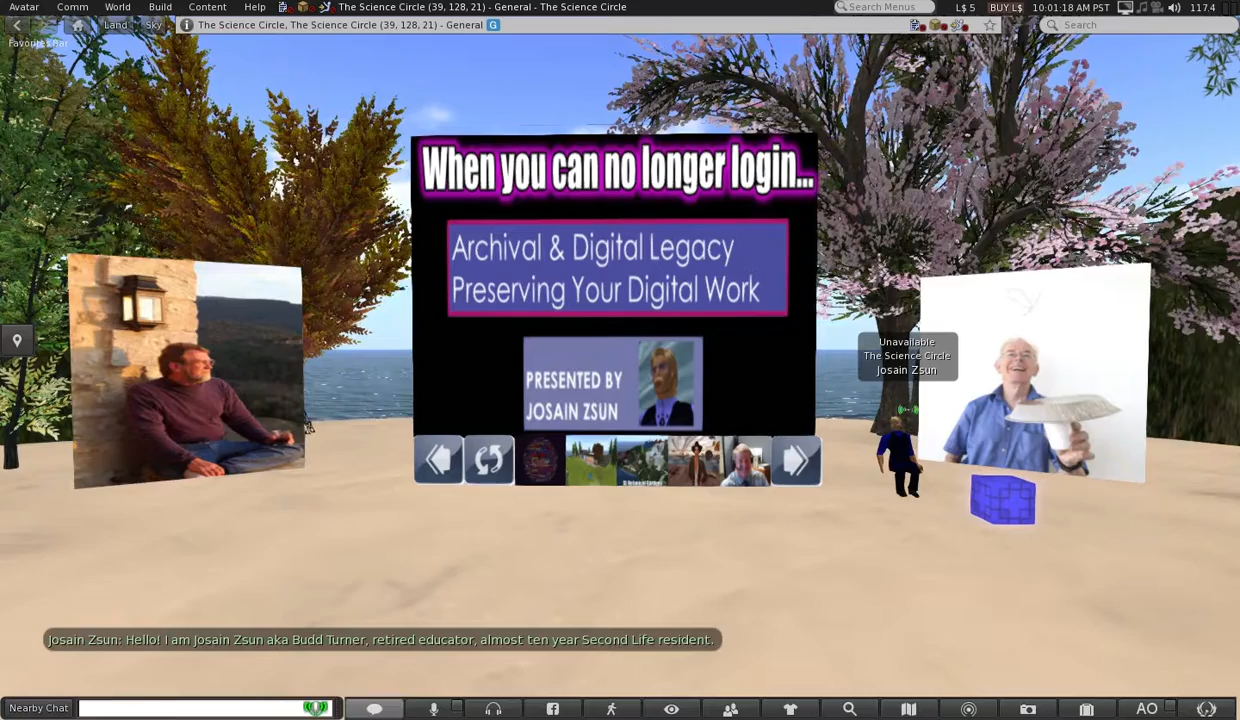 Avatar Comm World Build Content Help The Science Circle (39, 128, 21) - General - The Science Circle Search Menus L$ 5 BUY L$ 10:01:18 AM PST 117.4
Land Sky The Science Circle, The Science Circle (39, 128, 21) - General G Search
Favorites Bar
When you can no longer login...
Archival & Digital Legacy
Preserving Your Digital Work
Unavailable
The Science Circle
Josain Zsun
PRESENTED BY
JOSAIN ZSUN
Josain Zsun: Hello! I am Josain Zsun aka Budd Turner, retired educator, almost ten year Second Life resident.
Nearby Chat AO